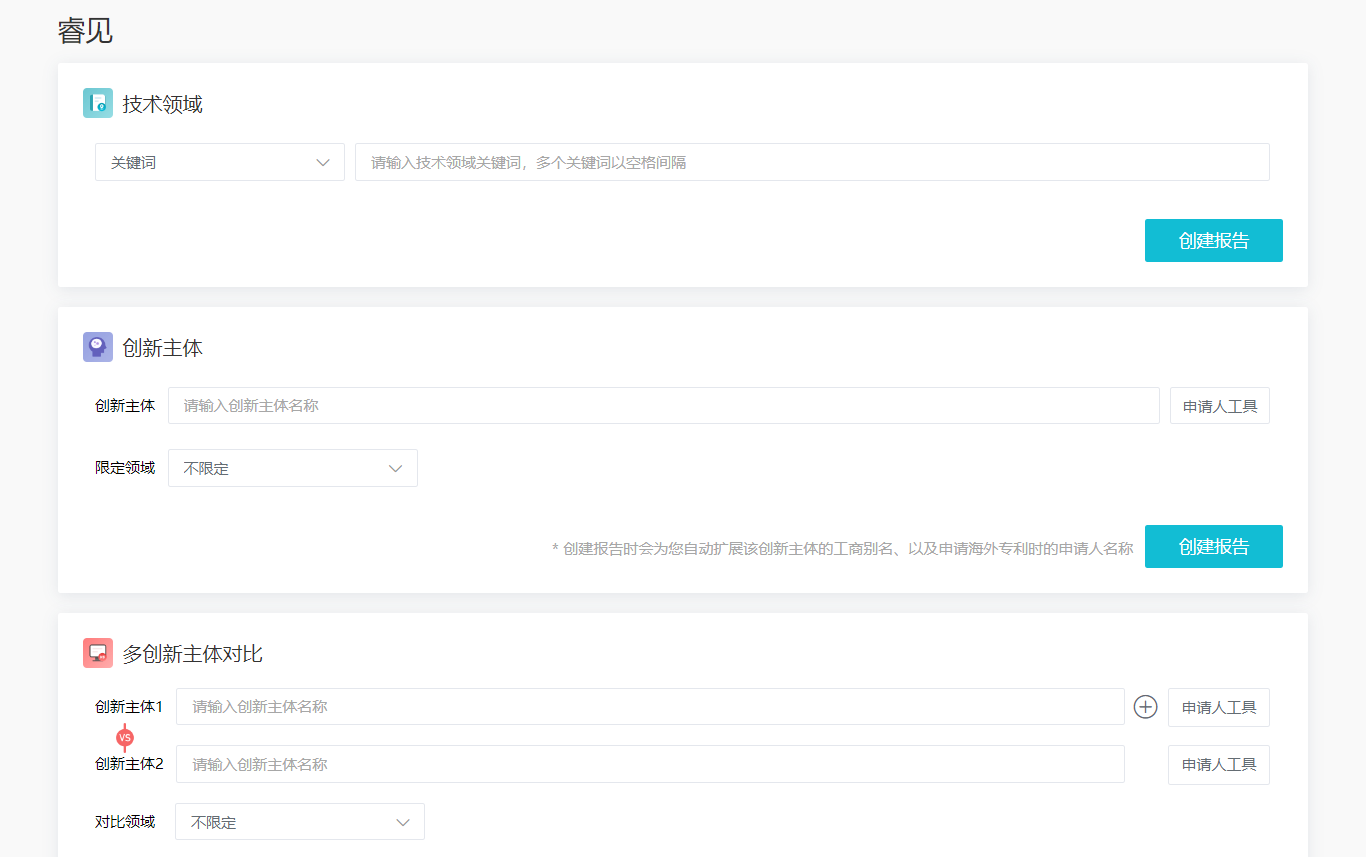 睿见
技术领域
关键词
请输入技术领域关键词，多个关键词以空格间隔
创建报告
创新主体
创新主体
请输入创新主体名称
申请人工具
限定领域
不限定
* 创建报告时会为您自动扩展该创新主体的工商别名、以及申请海外专利时的申请人名称
创建报告
多创新主体对比
创新主体1
请输入创新主体名称
申请人工具
VS
创新主体2
请输入创新主体名称
申请人工具
对比领域
不限定